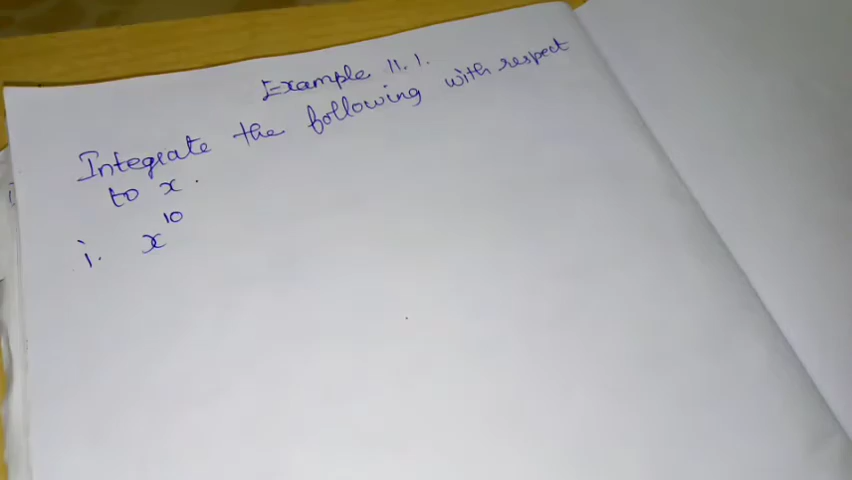 Example 11.1.
Integrate the following with respect
to x.
i. x¹⁰